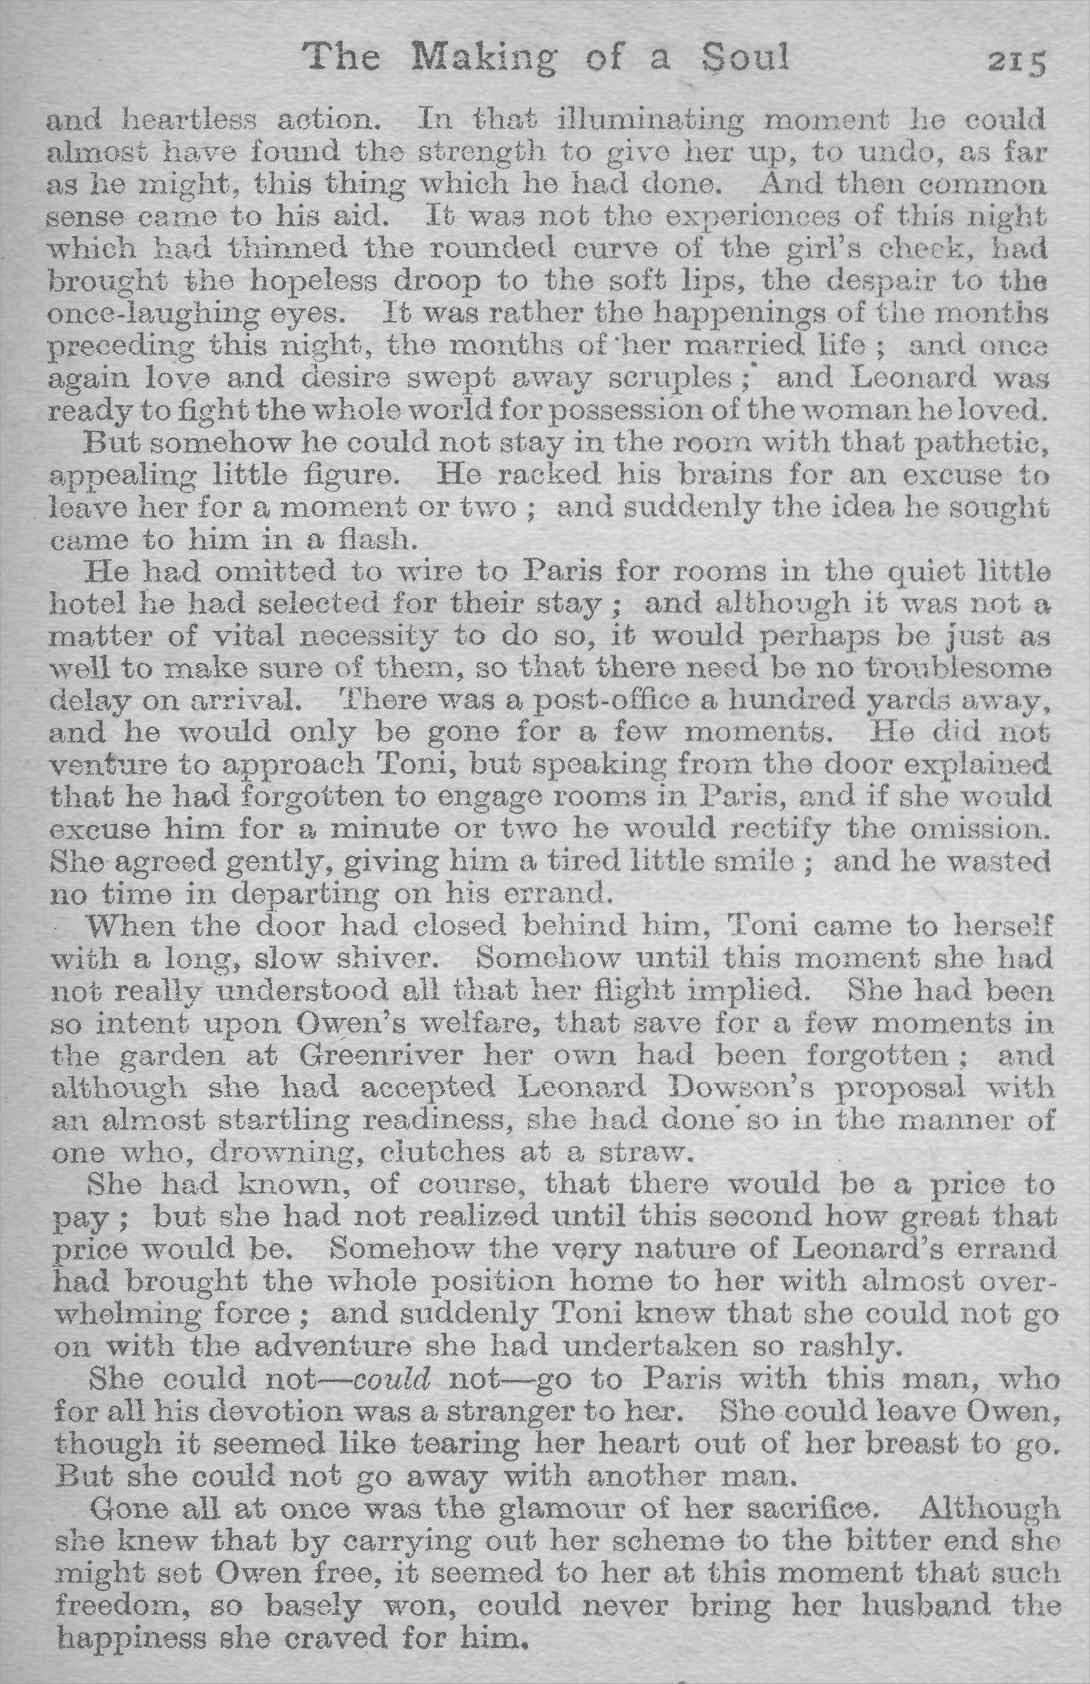 The Making of a Soul 215
and heartless action. In that illuminating moment he could
almost have found the strength to give her up, to undo, as far
as he might, this thing which he had done. And then common
sense came to his aid. It was not the experiences of this night
which had thinned the rounded curve of the girl's cheek, had
brought the hopeless droop to the soft lips, the despair to the
once-laughing eyes. It was rather the happenings of the months
preceding this night, the months of her married life ; and once
again love and desire swept away scruples ; and Leonard was
ready to fight the whole world for possession of the woman he loved.
But somehow he could not stay in the room with that pathetic,
appealing little figure. He racked his brains for an excuse to
leave her for a moment or two ; and suddenly the idea he sought
came to him in a flash.
He had omitted to wire to Paris for rooms in the quiet little
hotel he had selected for their stay ; and although it was not a
matter of vital necessity to do so, it would perhaps be just as
well to make sure of them, so that there need be no troublesome
delay on arrival. There was a post-office a hundred yards away,
and he would only be gone for a few moments. He did not
venture to approach Toni, but speaking from the door explained
that he had forgotten to engage rooms in Paris, and if she would
excuse him for a minute or two he would rectify the omission.
She agreed gently, giving him a tired little smile ; and he wasted
no time in departing on his errand.
When the door had closed behind him, Toni came to herself
with a long, slow shiver. Somehow until this moment she had
not really understood all that her flight implied. She had been
so intent upon Owen's welfare, that save for a few moments in
the garden at Greenriver her own had been forgotten ; and
although she had accepted Leonard Dowson's proposal with
an almost startling readiness, she had done so in the manner of
one who, drowning, clutches at a straw.
She had known, of course, that there would be a price to
pay ; but she had not realized until this second how great that
price would be. Somehow the very nature of Leonard's errand
had brought the whole position home to her with almost over-
whelming force ; and suddenly Toni knew that she could not go
on with the adventure she had undertaken so rashly.
She could not—could not—go to Paris with this man, who
for all his devotion was a stranger to her. She could leave Owen,
though it seemed like tearing her heart out of her breast to go.
But she could not go away with another man.
Gone all at once was the glamour of her sacrifice. Although
she knew that by carrying out her scheme to the bitter end she
might set Owen free, it seemed to her at this moment that such
freedom, so basely won, could never bring her husband the
happiness she craved for him.